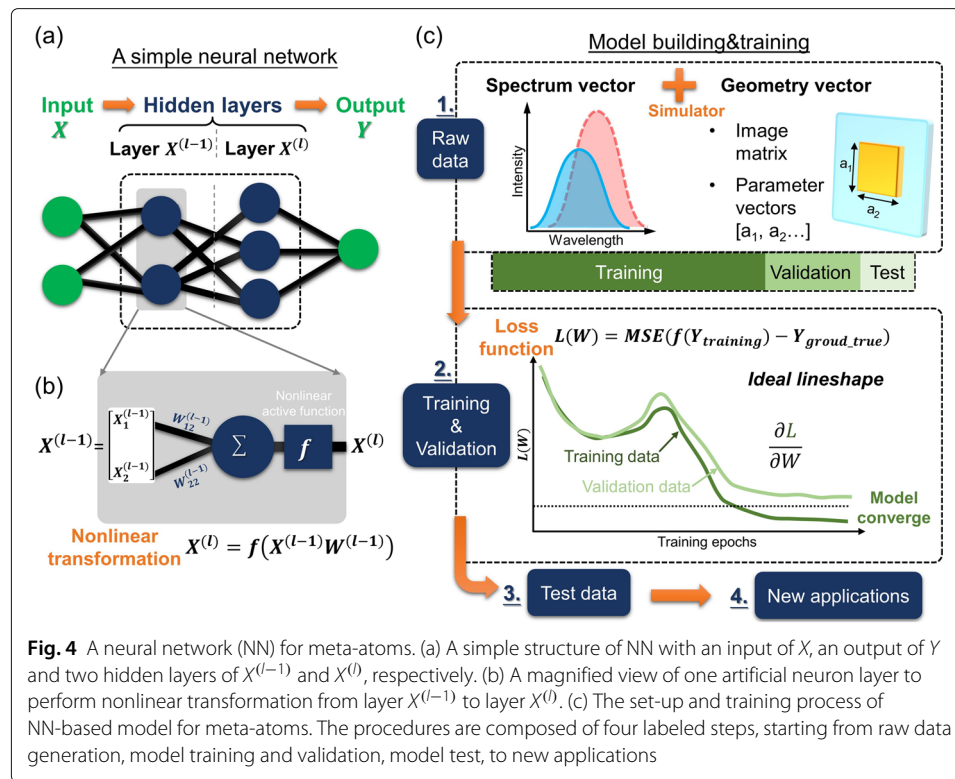 (a)
A simple neural network
Input Hidden layers Output
X Y
Layer X^(l−1) Layer X^(l)
(b)
Nonlinear
active function
X^(l−1) = [X_1^(l−1) X_2^(l−1)]
W_12^(l−1)
W_22^(l−1)
Σ
f
X^(l)
Nonlinear
transformation
X^(l) = f(X^(l−1)W^(l−1))
(c)
Model building&training
1.
Raw
data
Spectrum vector
+
Simulator
Geometry vector
Intensity
Wavelength
• Image
matrix
• Parameter
vectors
[a₁, a₂…]
a₁
a₂
Training Validation Test
2.
Training
&
Validation
Loss
function
L(W) = MSE(f(Y_training) − Y_groud_true)
Ideal lineshape
∂L
∂W
L(W)
Training data
Validation data
Model
converge
Training epochs
3. Test data
4. New applications
Fig. 4 A neural network (NN) for meta-atoms. (a) A simple structure of NN with an input of X, an output of Y
and two hidden layers of X^(l−1) and X^(l), respectively. (b) A magnified view of one artificial neuron layer to
perform nonlinear transformation from layer X^(l−1) to layer X^(l). (c) The set-up and training process of
NN-based model for meta-atoms. The procedures are composed of four labeled steps, starting from raw data
generation, model training and validation, model test, to new applications